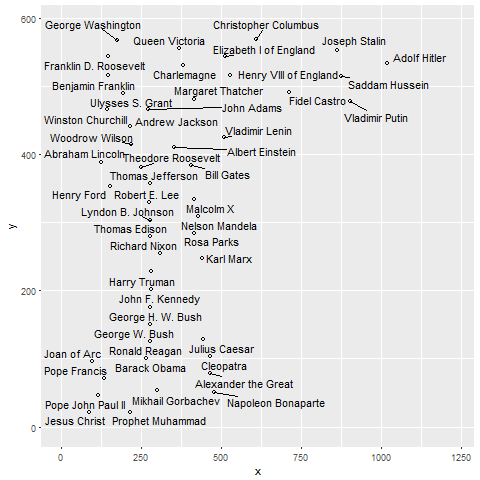 600
George Washington
Christopher Columbus
Queen Victoria
Joseph Stalin
Elizabeth I of England
Adolf Hitler
Franklin D. Roosevelt
Charlemagne
Henry VIII of England
Saddam Hussein
Benjamin Franklin
Margaret Thatcher
Ulysses S. Grant
John Adams
Fidel Castro
Winston Churchill
Andrew Jackson
Vladimir Putin
Woodrow Wilson
Vladimir Lenin
400
Abraham Lincoln
Theodore Roosevelt
Albert Einstein
Thomas Jefferson
Bill Gates
Henry Ford
Robert E. Lee
Lyndon B. Johnson
Malcolm X
Thomas Edison
Nelson Mandela
y
Richard Nixon
Rosa Parks
Karl Marx
Harry Truman
200
John F. Kennedy
George H. W. Bush
George W. Bush
Joan of Arc
Ronald Reagan
Julius Caesar
Pope Francis
Barack Obama
Cleopatra
Alexander the Great
Pope John Paul II
Mikhail Gorbachev
Napoleon Bonaparte
Jesus Christ
Prophet Muhammad
0
0
250
500
750
1000
1250
x